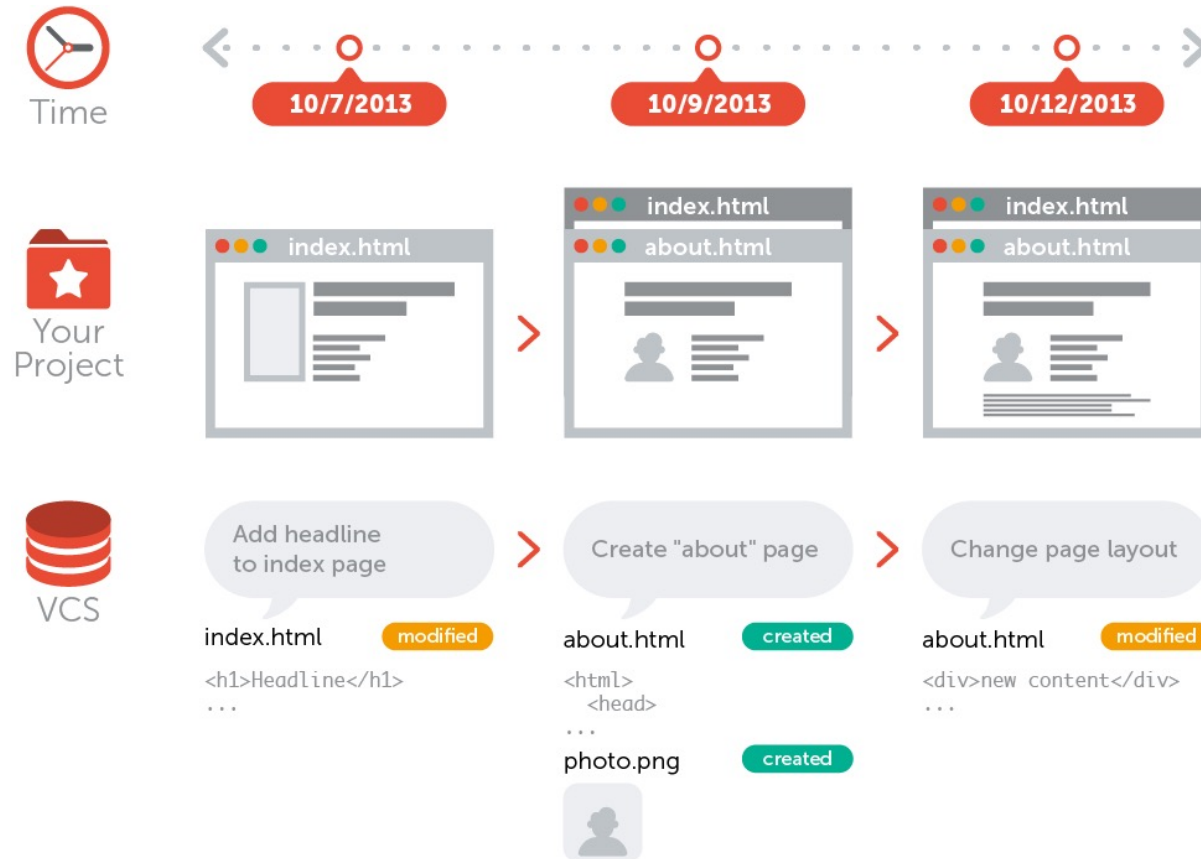 Time
10/7/2013
10/9/2013
10/12/2013
Your
Project
index.html
index.html
about.html
index.html
about.html
VCS
Add headline
to index page
Create "about" page
Change page layout
index.html
modified
<h1>Headline</h1>
...
about.html
created
<html>
<head>
...
photo.png
created
about.html
modified
<div>new content</div>
...